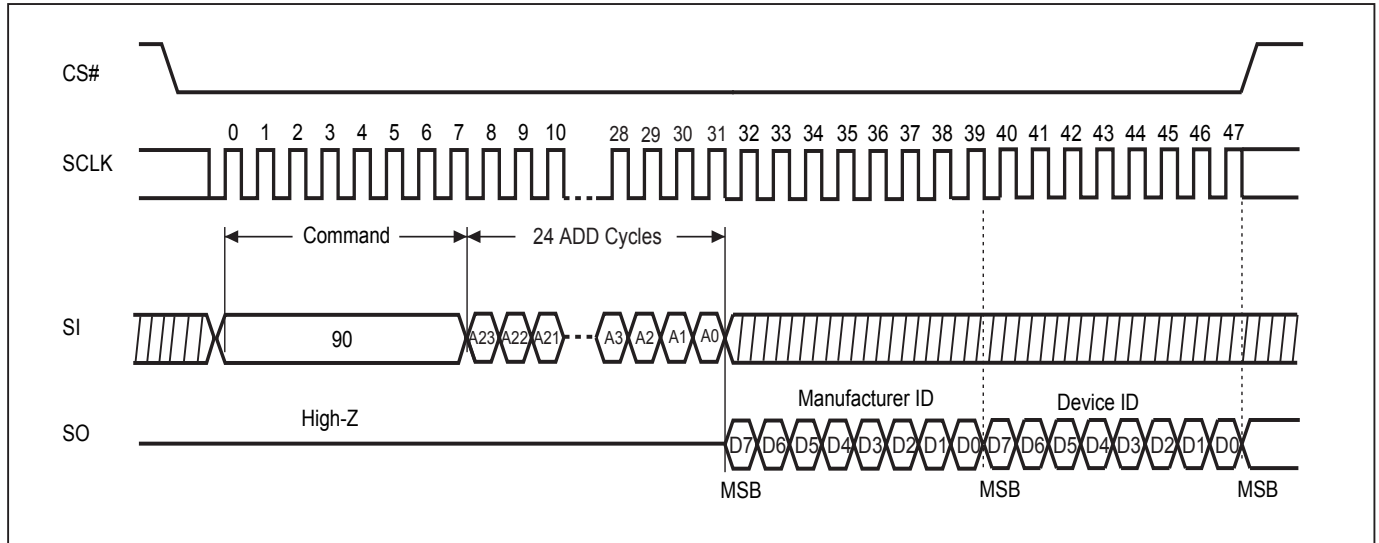 CS#
0 1 2 3 4 5 6 7 8 9 10 28 29 30 31 32 33 34 35 36 37 38 39 40 41 42 43 44 45 46 47
SCLK
Command 24 ADD Cycles
SI 90 A23 A22 A21 A3 A2 A1 A0
Manufacturer ID Device ID
High-Z
SO D7 D6 D5 D4 D3 D2 D1 D0 D7 D6 D5 D4 D3 D2 D1 D0
MSB MSB MSB